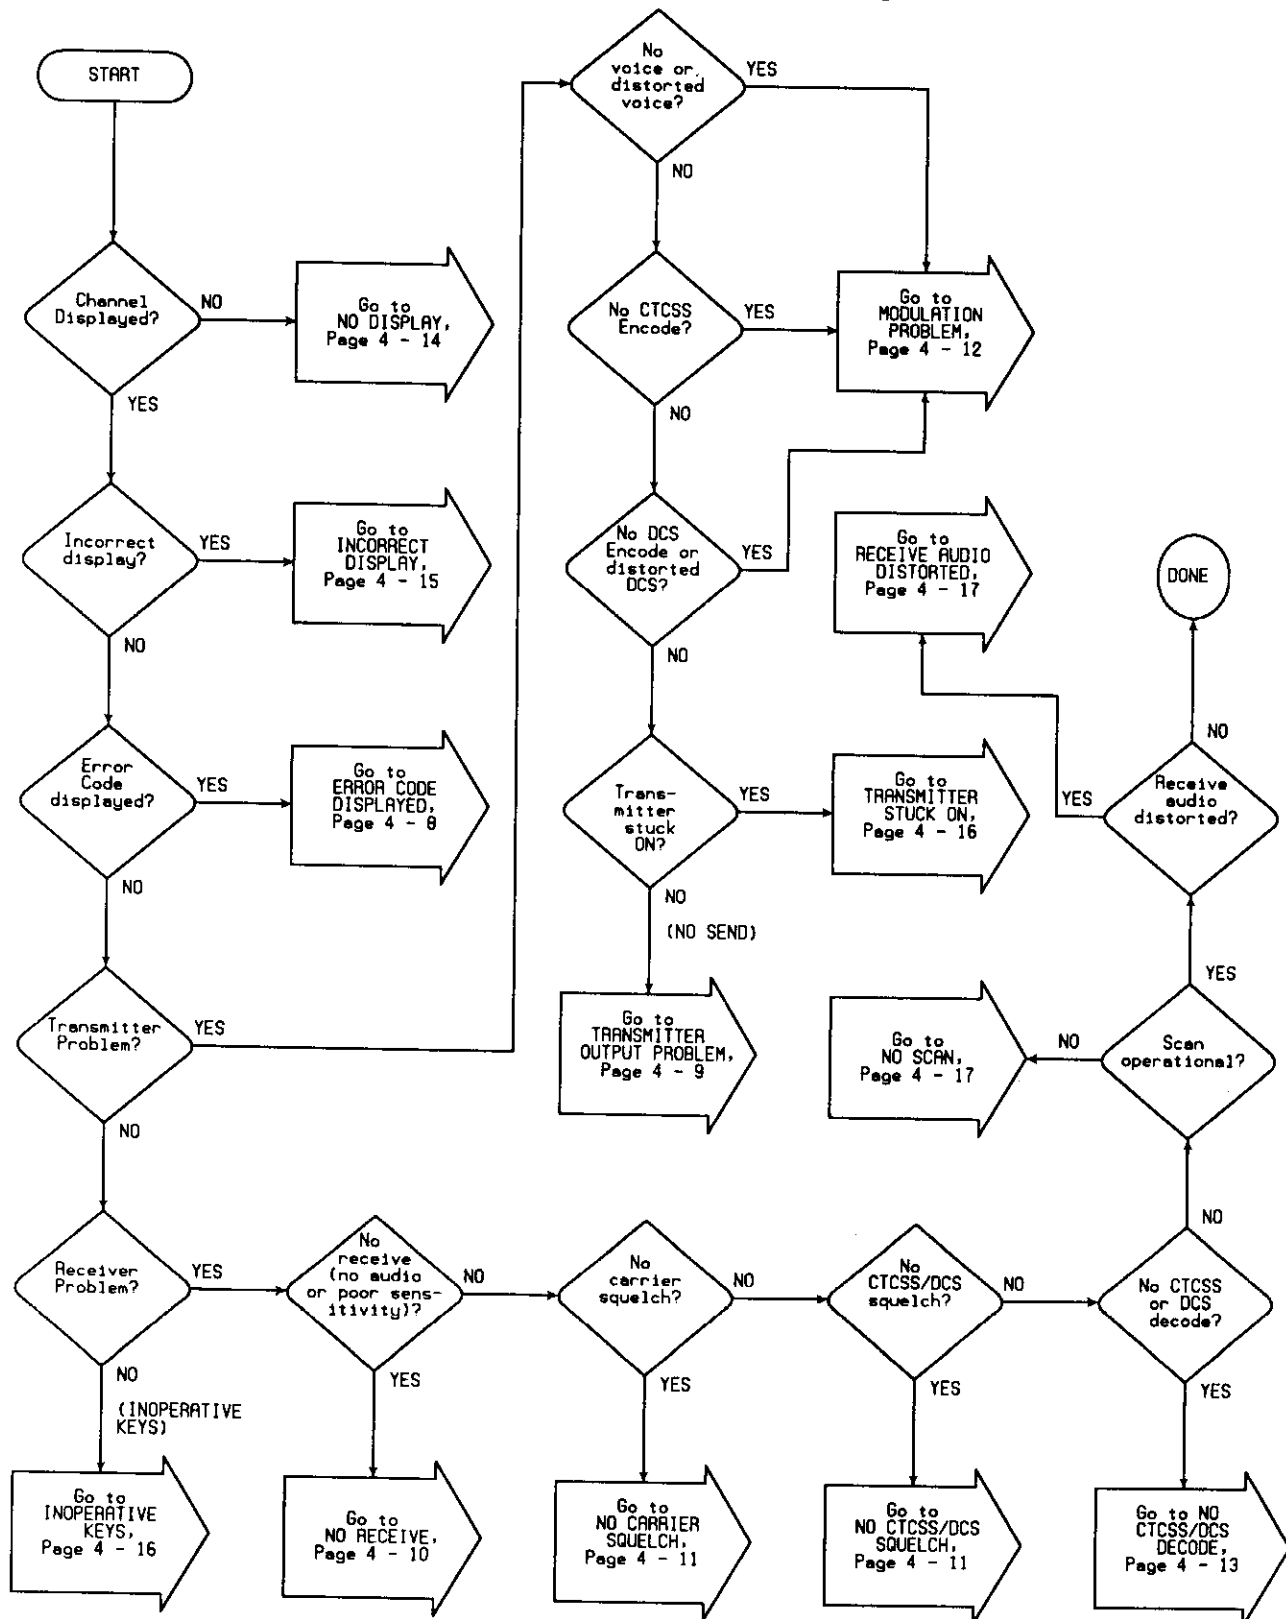 START
Channel
Displayed?
NO
Go to
NO DISPLAY,
Page 4 - 14
YES
Incorrect
display?
YES
Go to
INCORRECT
DISPLAY,
Page 4 - 15
NO
Error
Code
displayed?
YES
Go to
ERROR CODE
DISPLAYED,
Page 4 - 8
NO
Transmitter
Problem?
YES
NO
No
voice or
distorted
voice?
YES
NO
No CTCSS
Encode?
YES
Go to
MODULATION
PROBLEM,
Page 4 - 12
NO
No DCS
Encode or
distorted
DCS?
YES
NO
Trans-
mitter
stuck
ON?
YES
Go to
TRANSMITTER
STUCK ON,
Page 4 - 16
NO
(NO SEND)
Go to
TRANSMITTER
OUTPUT PROBLEM,
Page 4 - 9
Receiver
Problem?
YES
NO
(INOPERATIVE
KEYS)
Go to
INOPERATIVE
KEYS,
Page 4 - 16
No
receive
(no audio
or poor sens-
itivity)?
NO
YES
Go to
NO RECEIVE,
Page 4 - 10
No
carrier
squelch?
NO
YES
Go to
NO CARRIER
SQUELCH,
Page 4 - 11
No
CTCSS/DCS
squelch?
NO
YES
Go to
NO CTCSS/DCS
SQUELCH,
Page 4 - 11
No CTCSS
or DCS
decode?
YES
Go to NO
CTCSS/DCS
DECODE,
Page 4 - 13
NO
Scan
operational?
NO
Go to
NO SCAN,
Page 4 - 17
YES
Receive
audio
distorted?
YES
Go to
RECEIVE AUDIO
DISTORTED,
Page 4 - 17
NO
DONE